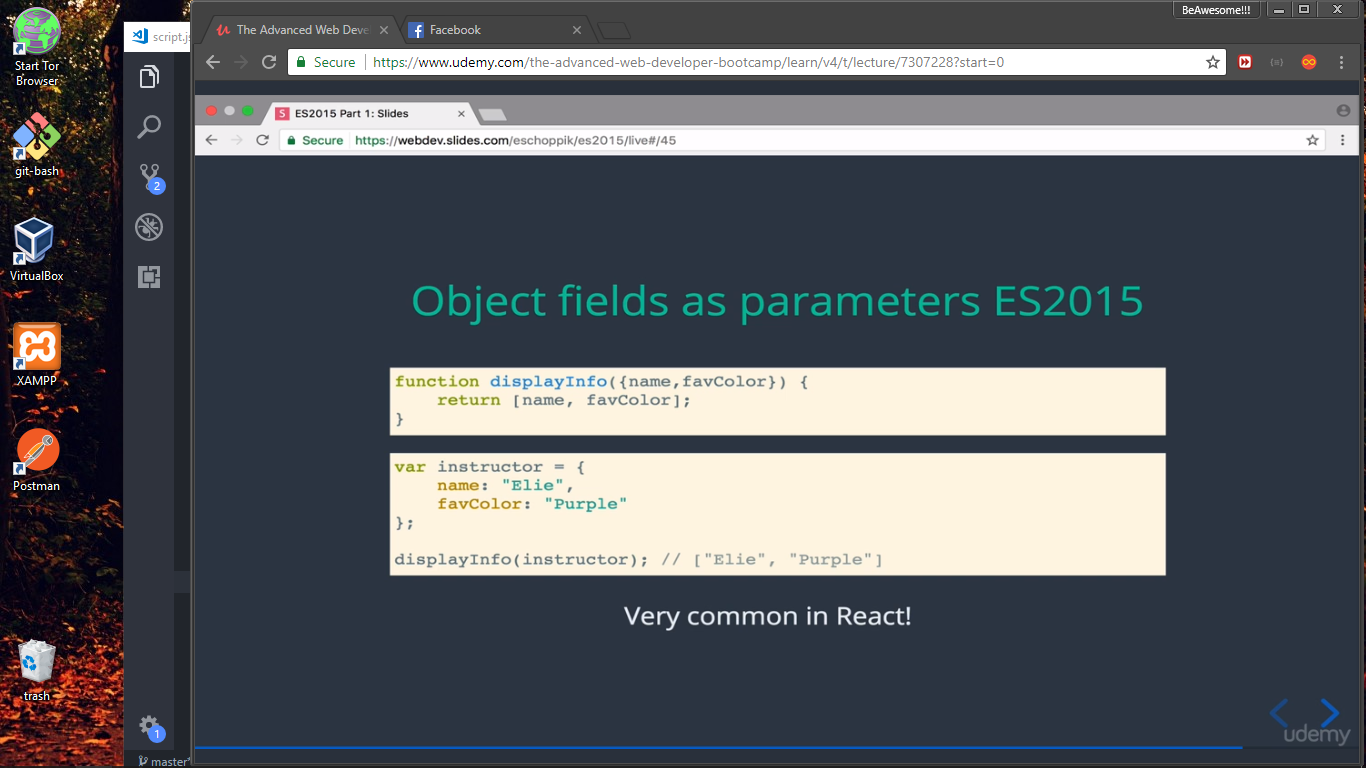 BeAwesome!!!
The Advanced Web Deve
Facebook
Secure
https://www.udemy.com/the-advanced-web-developer-bootcamp/learn/v4/t/lecture/7307228?start=0
Start Tor
Browser
git-bash
VirtualBox
XAMPP
Postman
trash
script.js
2
1
master*
S
ES2015 Part 1: Slides
Secure
https://webdev.slides.com/eschoppik/es2015/live#/45
Object fields as parameters ES2015
function displayInfo({name,favColor}) {
    return [name, favColor];
}
var instructor = {
    name: "Elie",
    favColor: "Purple"
};
displayInfo(instructor); // ["Elie", "Purple"]
Very common in React!
udemy